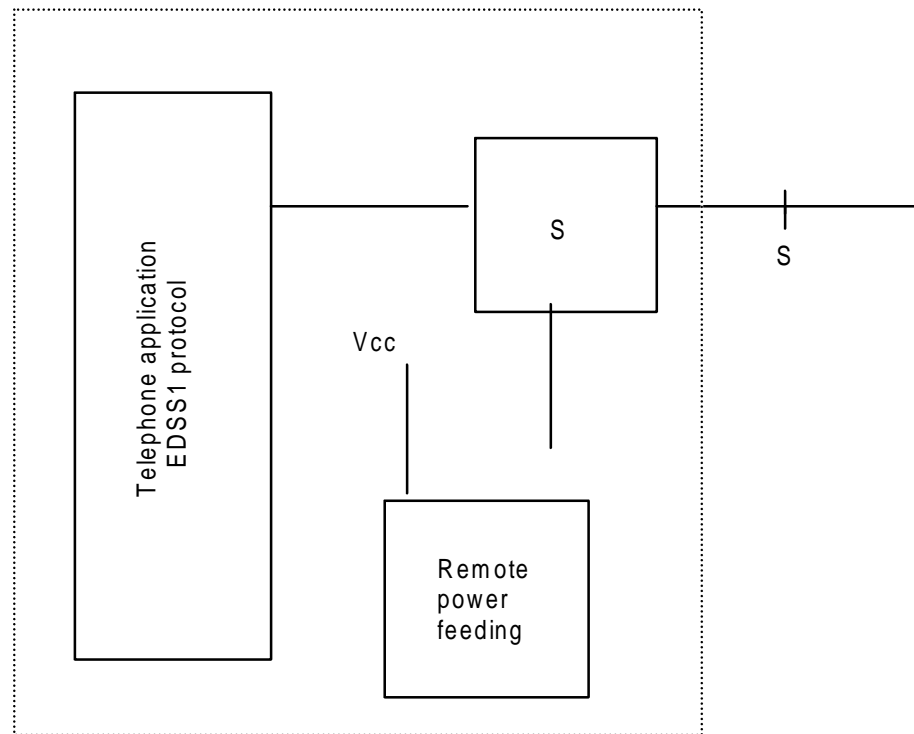 Telephone application
EDSS1 protocol
S
S
Vcc
Remote
power
feeding